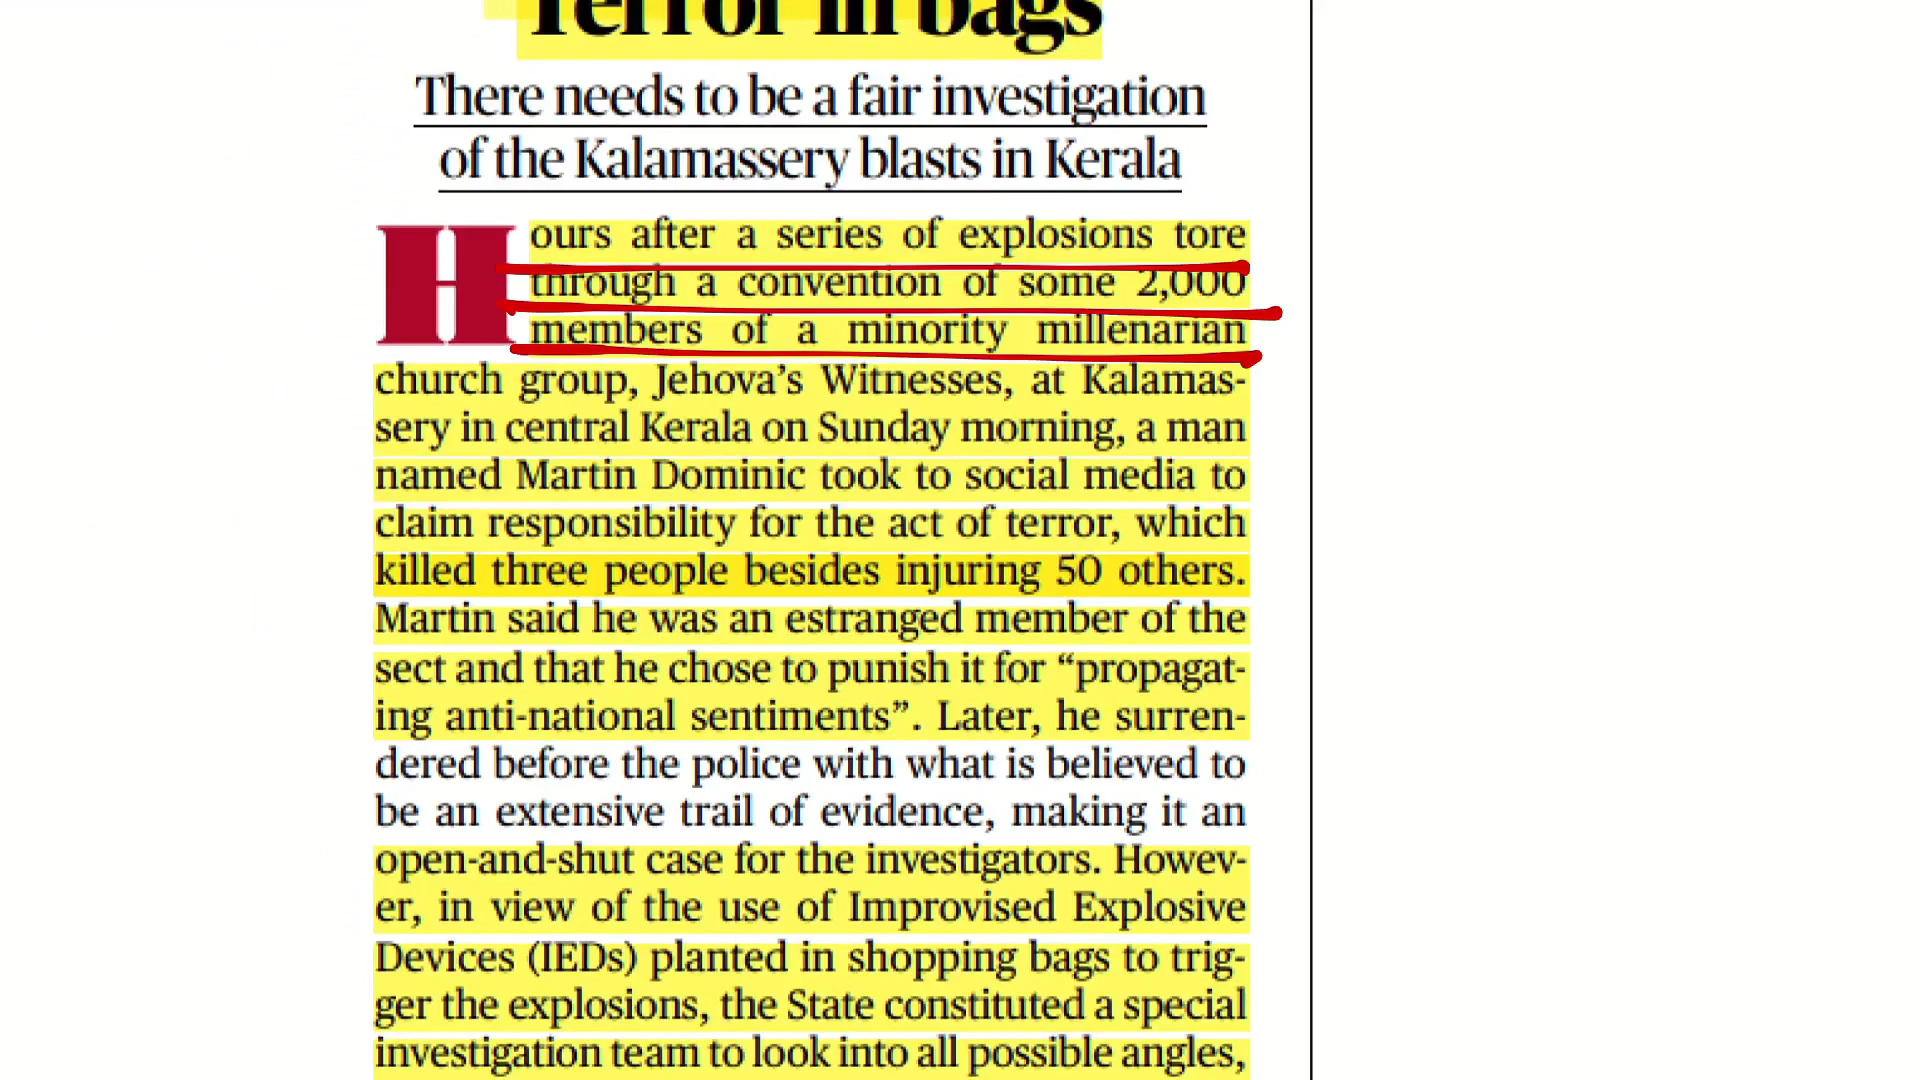 Terror in bags
There needs to be a fair investigation
of the Kalamassery blasts in Kerala
Hours after a series of explosions tore
through a convention of some 2,000
members of a minority millenarian
church group, Jehova’s Witnesses, at Kalamas-
sery in central Kerala on Sunday morning, a man
named Martin Dominic took to social media to
claim responsibility for the act of terror, which
killed three people besides injuring 50 others.
Martin said he was an estranged member of the
sect and that he chose to punish it for “propagat-
ing anti-national sentiments”. Later, he surren-
dered before the police with what is believed to
be an extensive trail of evidence, making it an
open-and-shut case for the investigators. Howev-
er, in view of the use of Improvised Explosive
Devices (IEDs) planted in shopping bags to trig-
ger the explosions, the State constituted a special
investigation team to look into all possible angles,